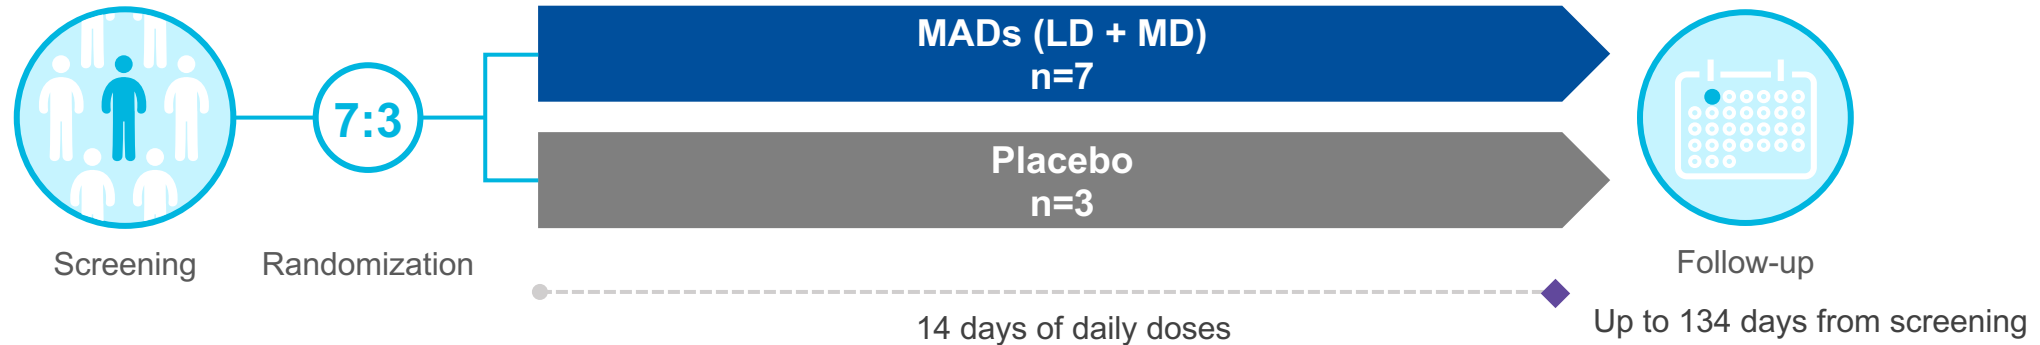 MADs (LD + MD)
n=7
7:3
Placebo
n=3
Screening
Randomization
Follow-up
14 days of daily doses
Up to 134 days from screening